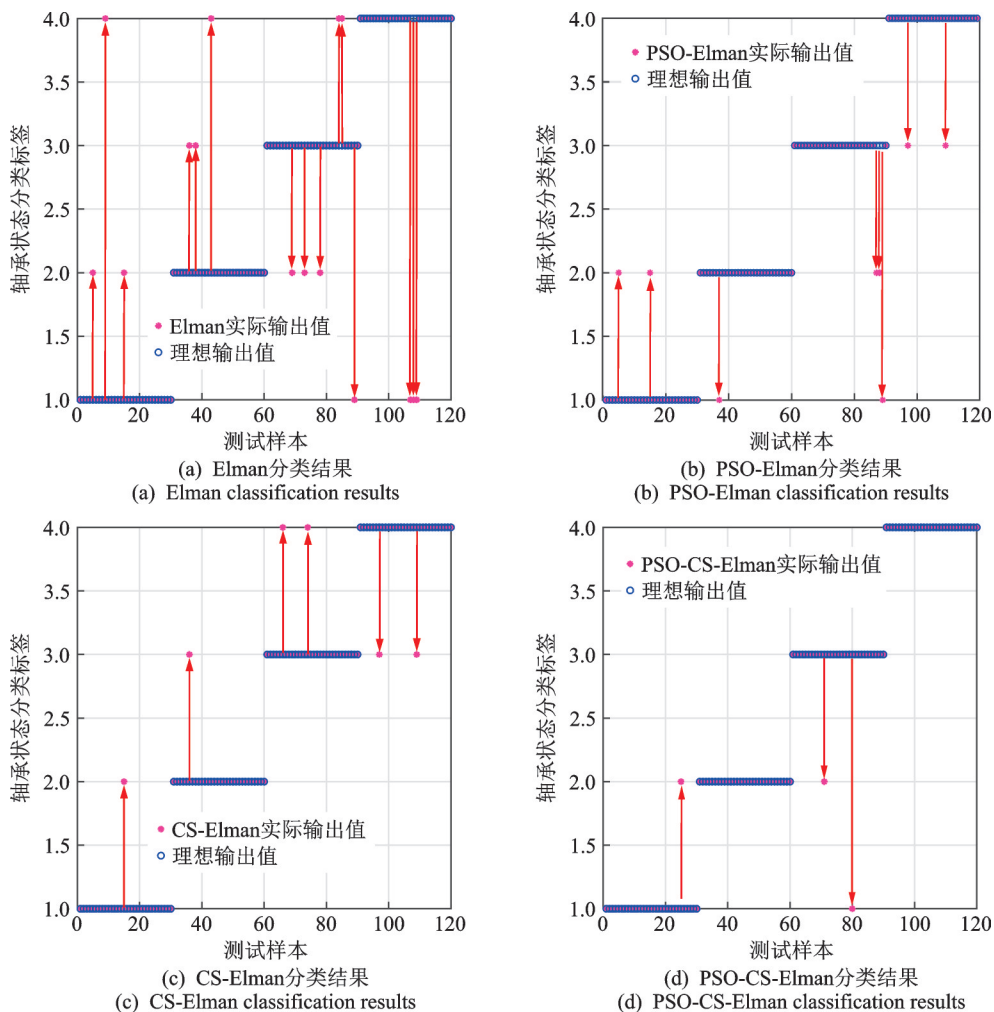 4.0
3.5
3.0
2.5
2.0
1.5
1.0
轴承状态分类标签
Elman实际输出值
理想输出值
0 20 40 60 80 100 120
测试样本
(a) Elman分类结果
(a) Elman classification results
4.0
3.5
3.0
2.5
2.0
1.5
1.0
轴承状态分类标签
PSO-Elman实际输出值
理想输出值
0 20 40 60 80 100 120
测试样本
(b) PSO-Elman分类结果
(b) PSO-Elman classification results
4.0
3.5
3.0
2.5
2.0
1.5
1.0
轴承状态分类标签
CS-Elman实际输出值
理想输出值
0 20 40 60 80 100 120
测试样本
(c) CS-Elman分类结果
(c) CS-Elman classification results
4.0
3.5
3.0
2.5
2.0
1.5
1.0
轴承状态分类标签
PSO-CS-Elman实际输出值
理想输出值
0 20 40 60 80 100 120
测试样本
(d) PSO-CS-Elman分类结果
(d) PSO-CS-Elman classification results